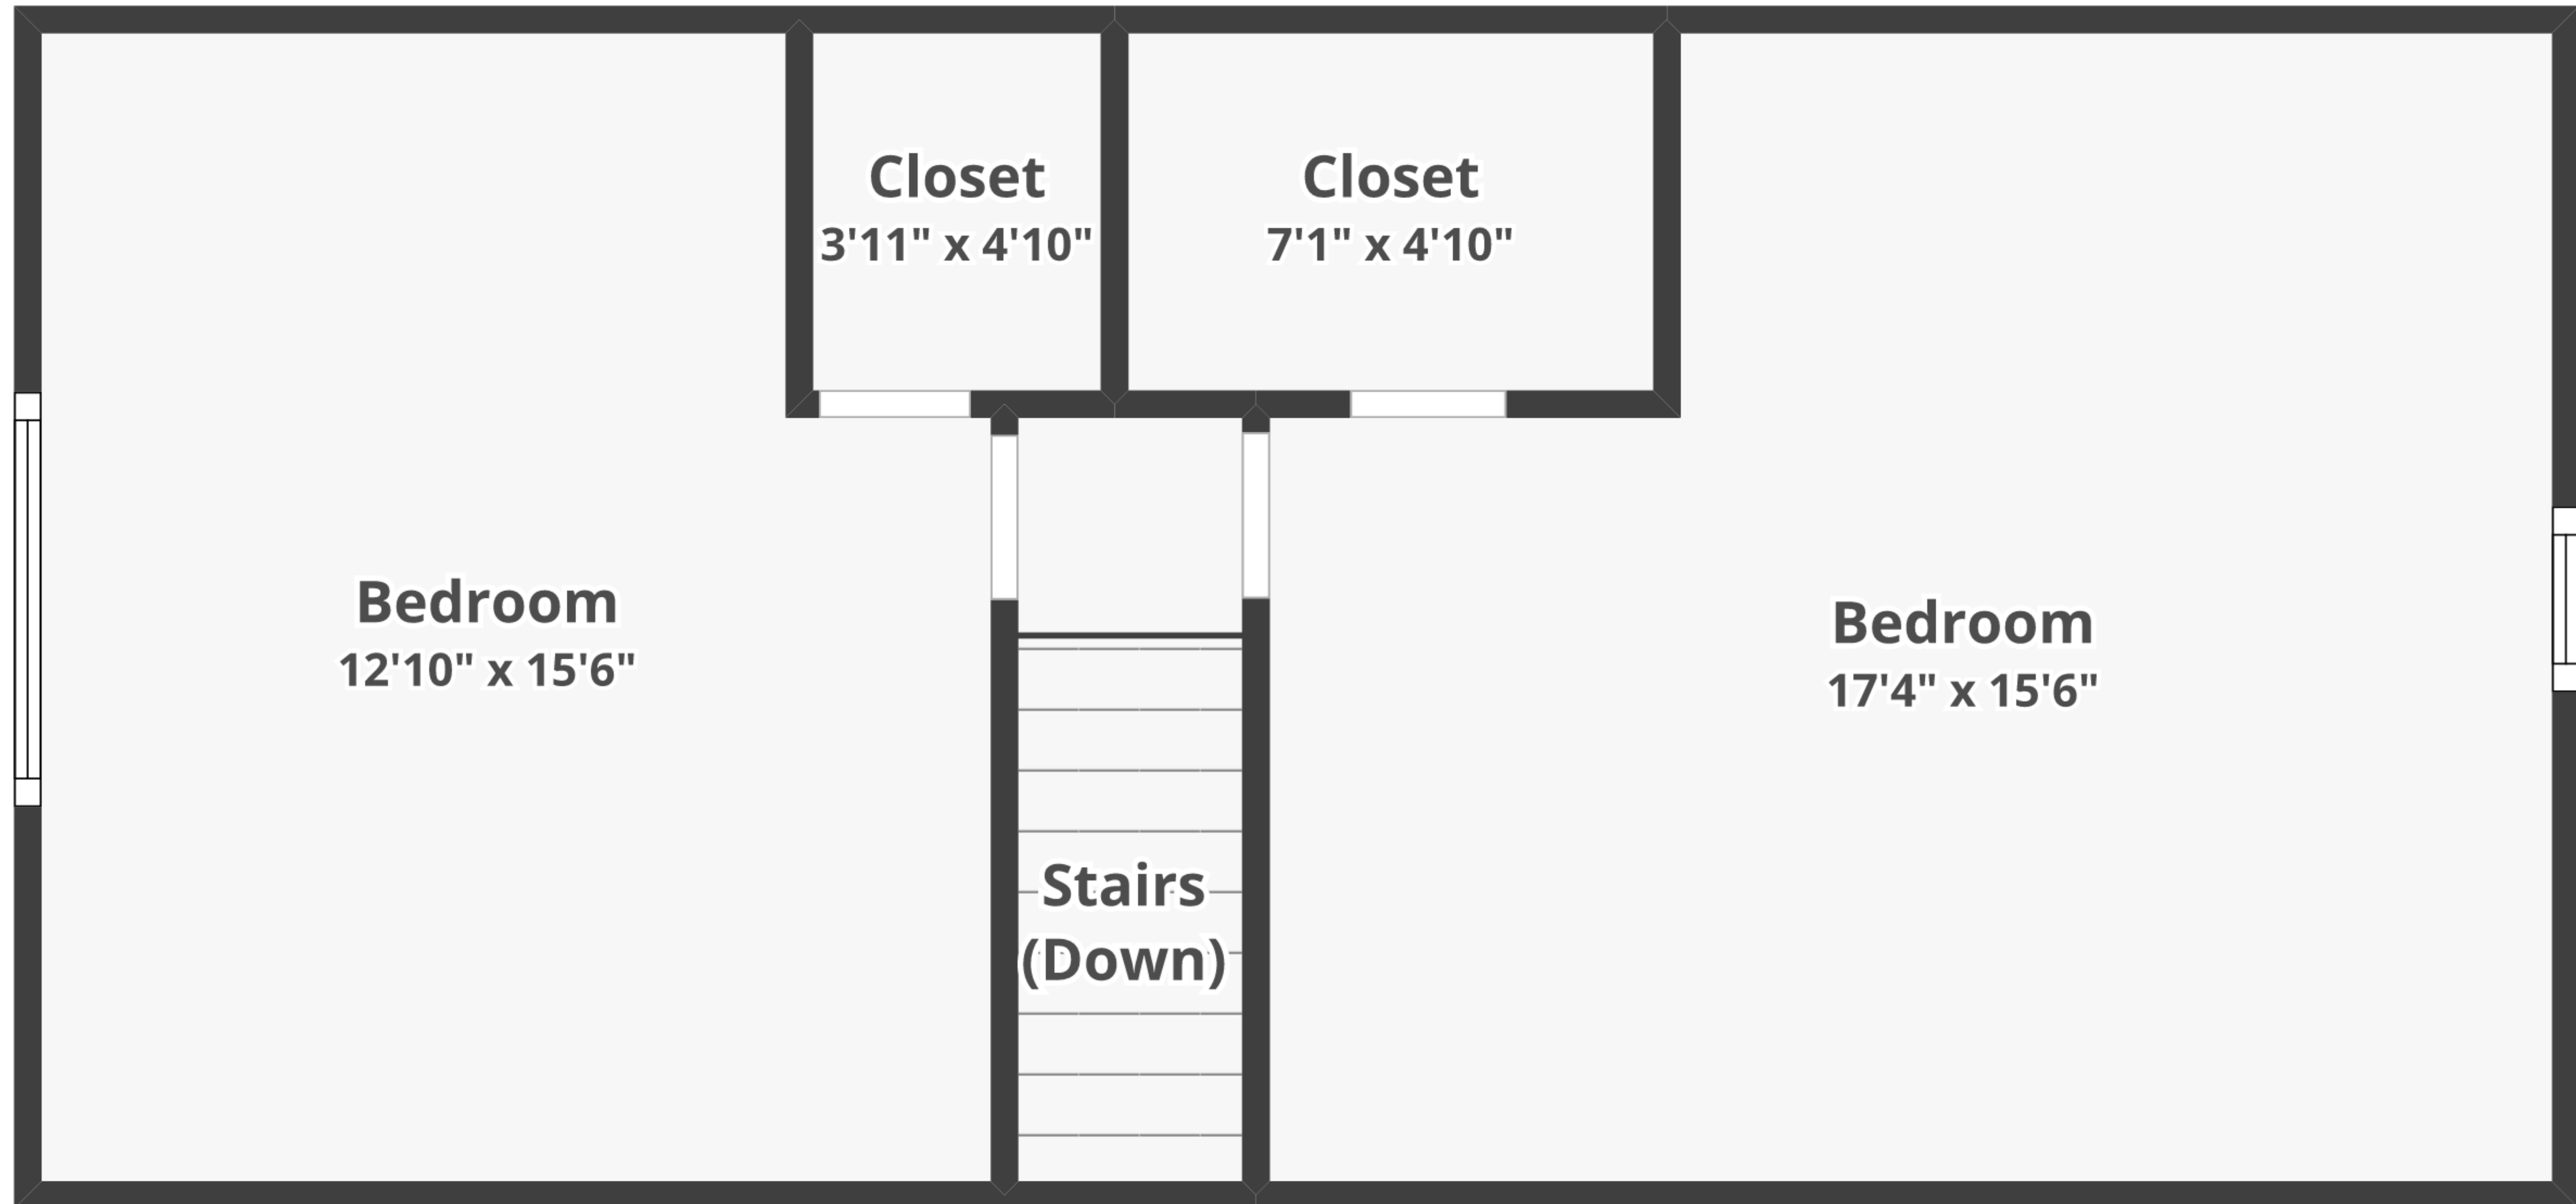 Closet
3'11" x 4'10"
Closet
7'1" x 4'10"
Bedroom
12'10" x 15'6"
Bedroom
17'4" x 15'6"
Stairs
(Down)